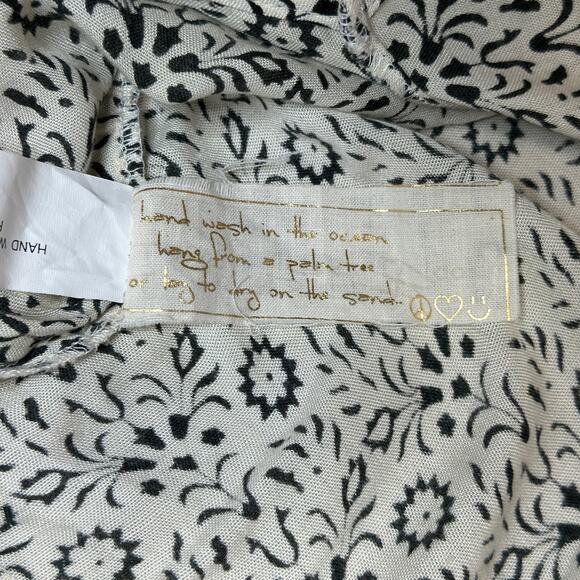 hand wash in the ocean
hang from a palm tree
or lay to dry on the sand..
HAND W